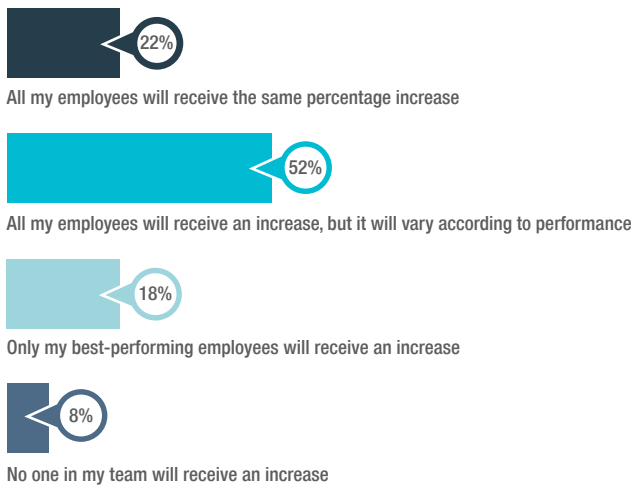 22%
All my employees will receive the same percentage increase
52%
All my employees will receive an increase, but it will vary according to performance
18%
Only my best-performing employees will receive an increase
8%
No one in my team will receive an increase